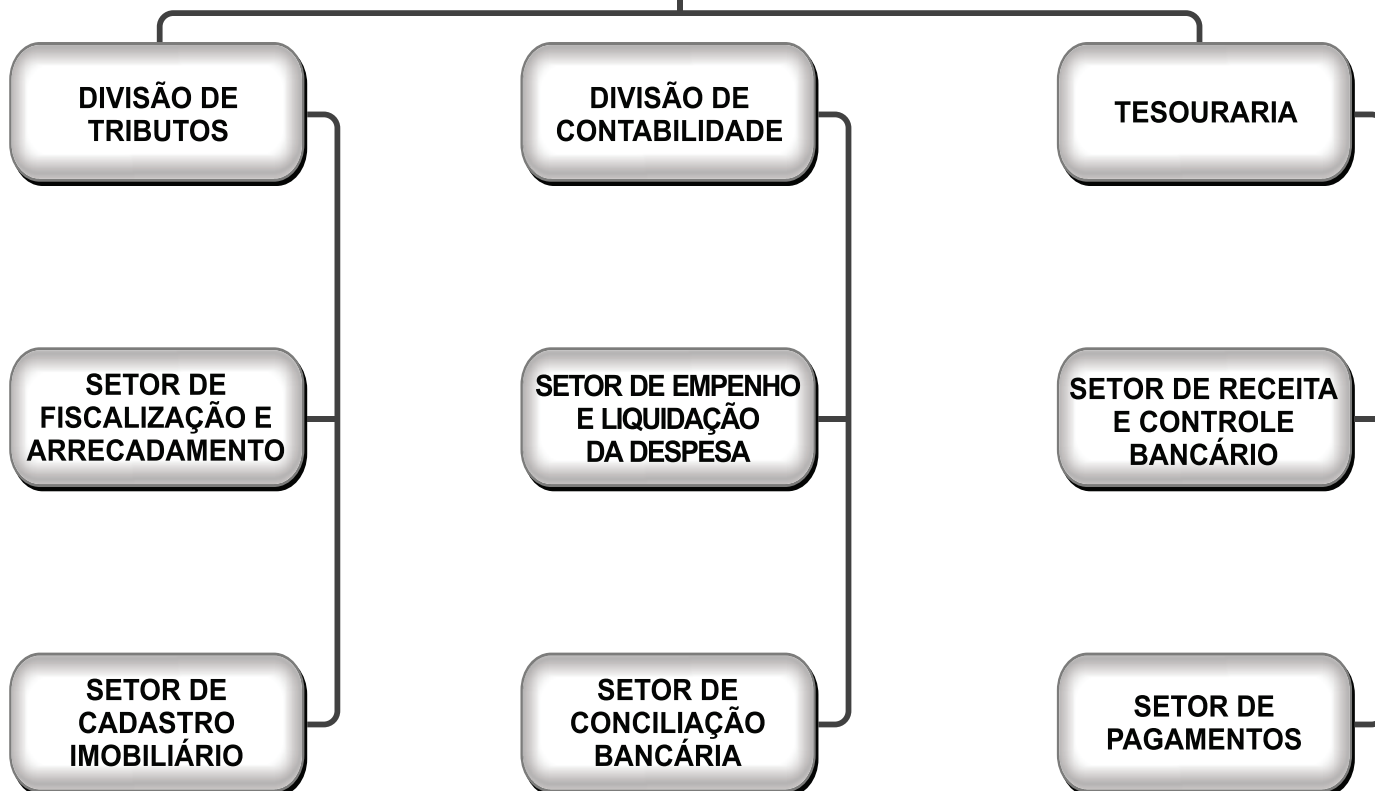 DIVISÃO DE
TRIBUTOS
DIVISÃO DE
CONTABILIDADE
TESOURARIA
SETOR DE
FISCALIZAÇÃO E
ARRECADAMENTO
SETOR DE EMPENHO
E LIQUIDAÇÃO
DA DESPESA
SETOR DE RECEITA
E CONTROLE
BANCÁRIO
SETOR DE
CADASTRO
IMOBILIÁRIO
SETOR DE
CONCILIAÇÃO
BANCÁRIA
SETOR DE
PAGAMENTOS